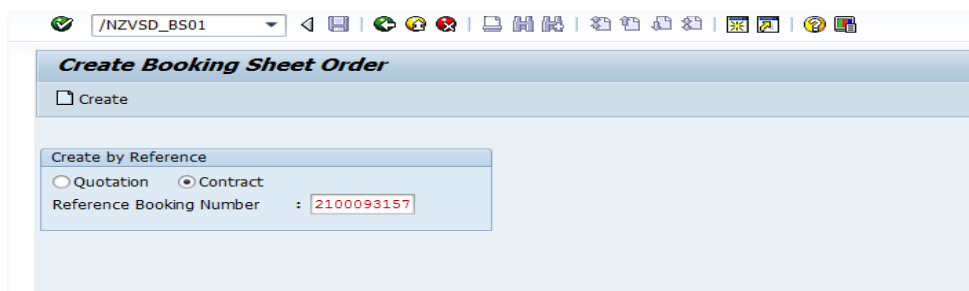 /NZVSD_BS01
Create Booking Sheet Order
Create
Create by Reference
Quotation Contract
Reference Booking Number : 2100093157